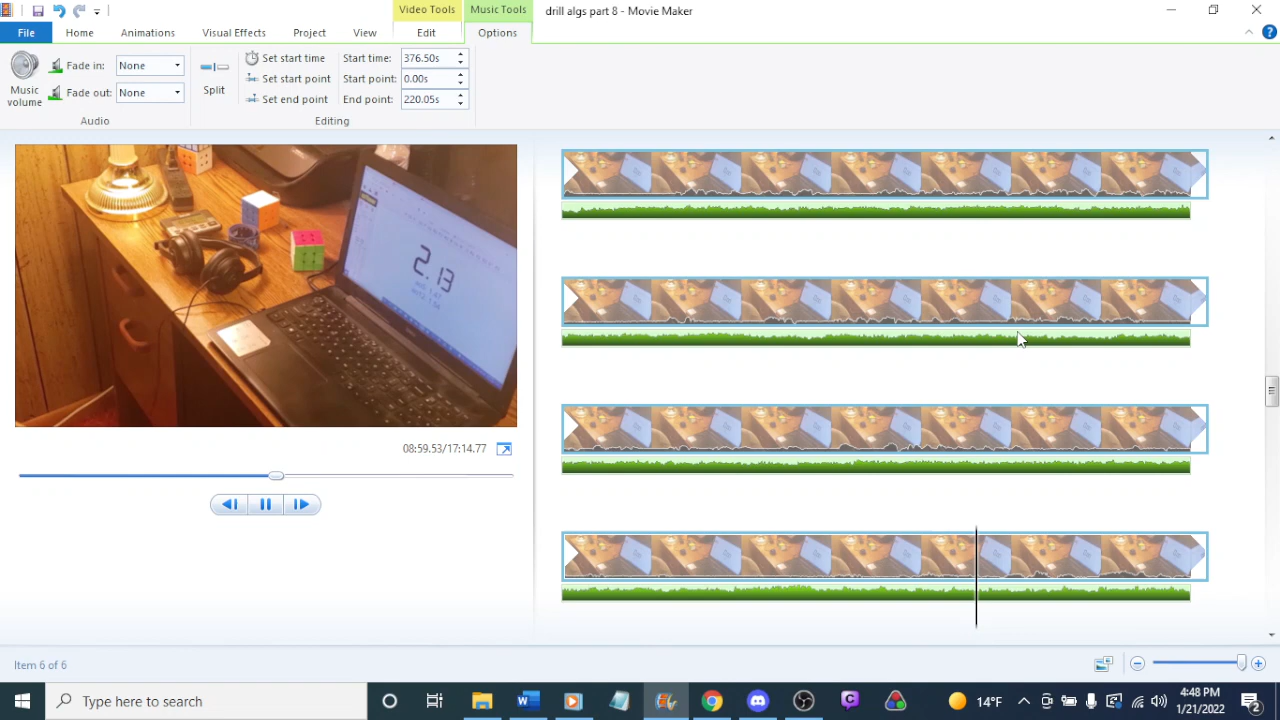 Video Tools
Music Tools
drill algs part 8 - Movie Maker
File
Home
Animations
Visual Effects
Project
View
Edit
Options
Music volume
Fade in:
None
Fade out:
None
Audio
Split
Set start time
Set start point
Set end point
Start time:
376.50s
Start point:
0.00s
End point:
220.05s
Editing
2.13
08:59.53/17:14.77
Item 6 of 6
Type here to search
14°F
4:48 PM
1/21/2022
2